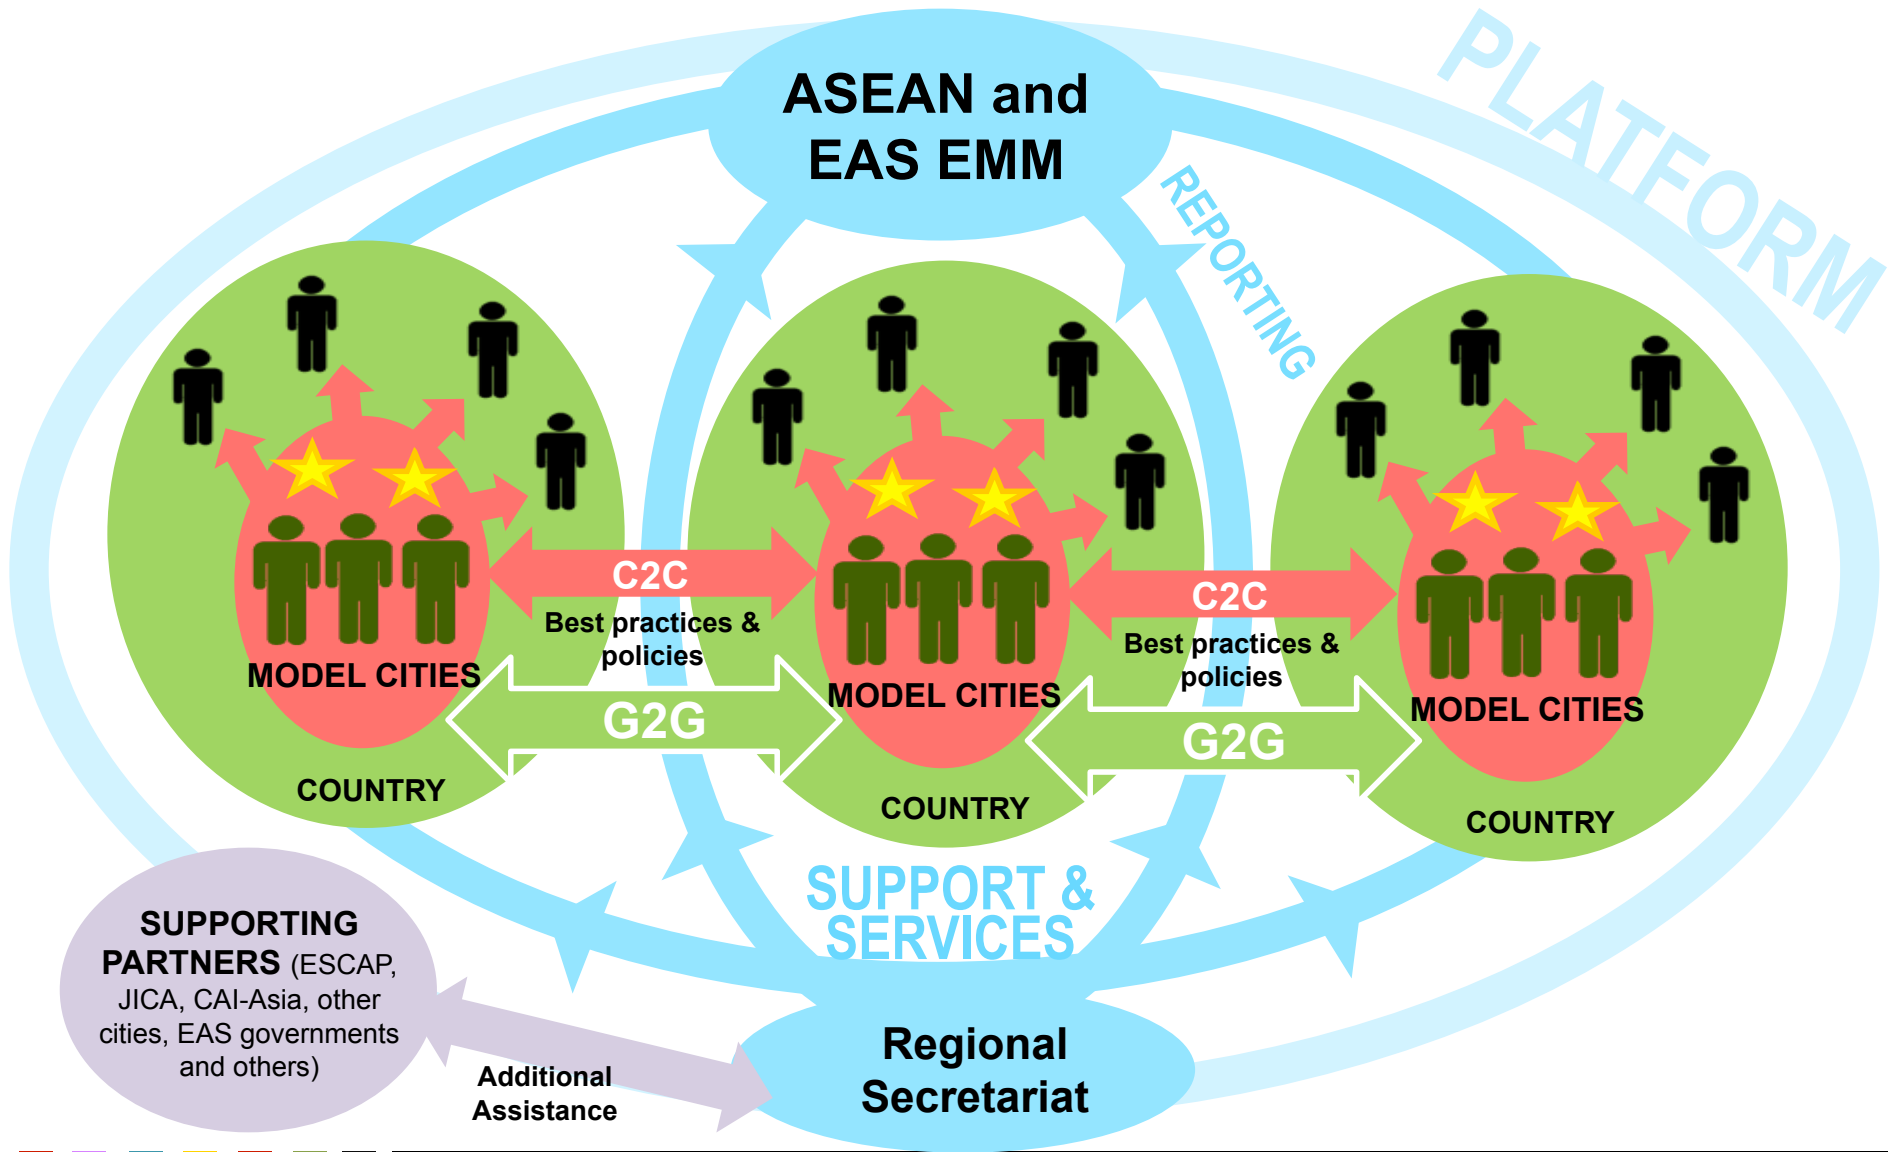 PLATFORM
ASEAN and
EAS EMM
REPORTING
C2C
Best practices &
policies
G2G
C2C
Best practices &
policies
G2G
MODEL CITIES
MODEL CITIES
MODEL CITIES
COUNTRY
COUNTRY
COUNTRY
SUPPORT &
SERVICES
SUPPORTING
PARTNERS (ESCAP,
JICA, CAI-Asia, other
cities, EAS governments
and others)
Additional
Assistance
Regional
Secretariat